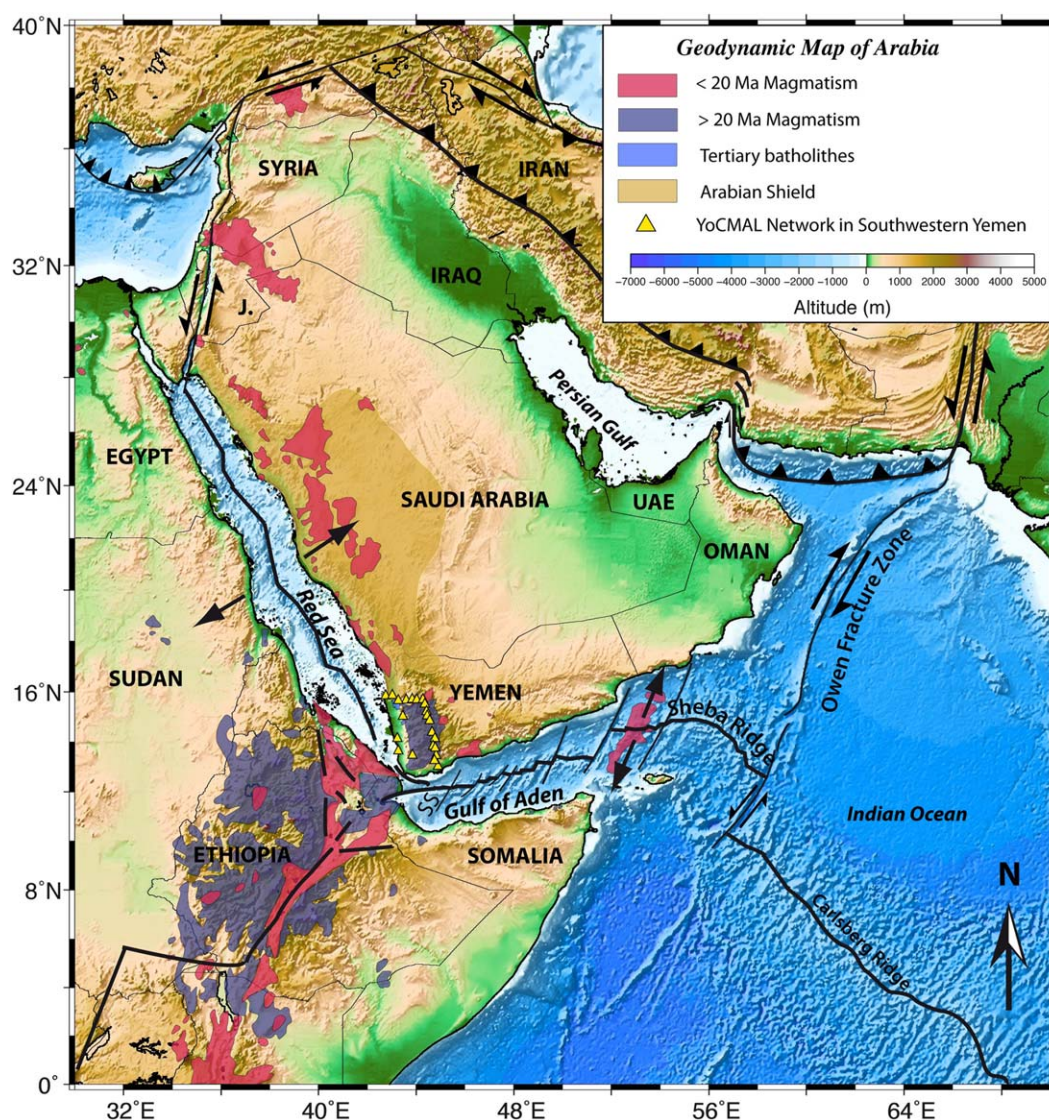 Geodynamic Map of Arabia
< 20 Ma Magmatism
> 20 Ma Magmatism
Tertiary batholithes
Arabian Shield
YoCMAL Network in Southwestern Yemen
−7000 −6000 −5000 −4000 −3000 −2000 −1000 0 1000 2000 3000 4000 5000
Altitude (m)
40°N
32°N
24°N
16°N
8°N
0°
32°E
40°E
48°E
56°E
64°E
SYRIA
IRAN
IRAQ
J.
Persian Gulf
EGYPT
SAUDI ARABIA
UAE
OMAN
Red Sea
Owen Fracture Zone
SUDAN
YEMEN
Sheba Ridge
SS
Gulf of Aden
Indian Ocean
ETHIOPIA
SOMALIA
N
Carlsberg Ridge